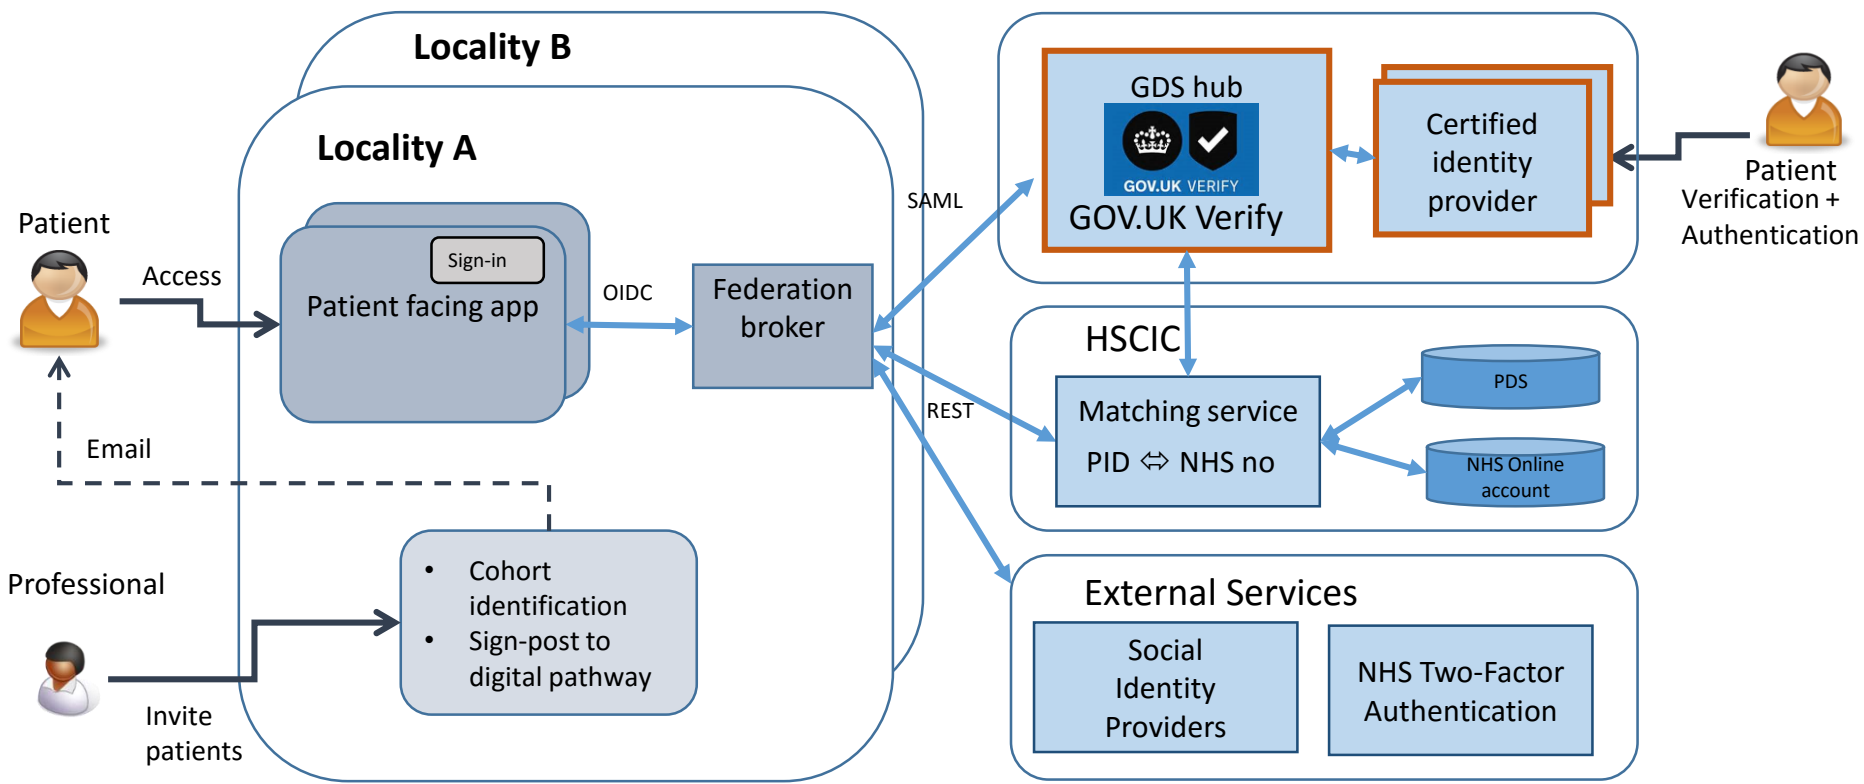 Locality B
Locality A
Patient
Access
Sign-in
Patient facing app
OIDC
Federation
broker
Email
Professional
Invite
patients
• Cohort
identification
• Sign-post to
digital pathway
SAML
REST
GDS hub
GOV.UK VERIFY
GOV.UK Verify
Certified
identity
provider
Patient
Verification +
Authentication
HSCIC
Matching service
PID ⇔ NHS no
PDS
NHS Online
account
External Services
Social
Identity
Providers
NHS Two-Factor
Authentication